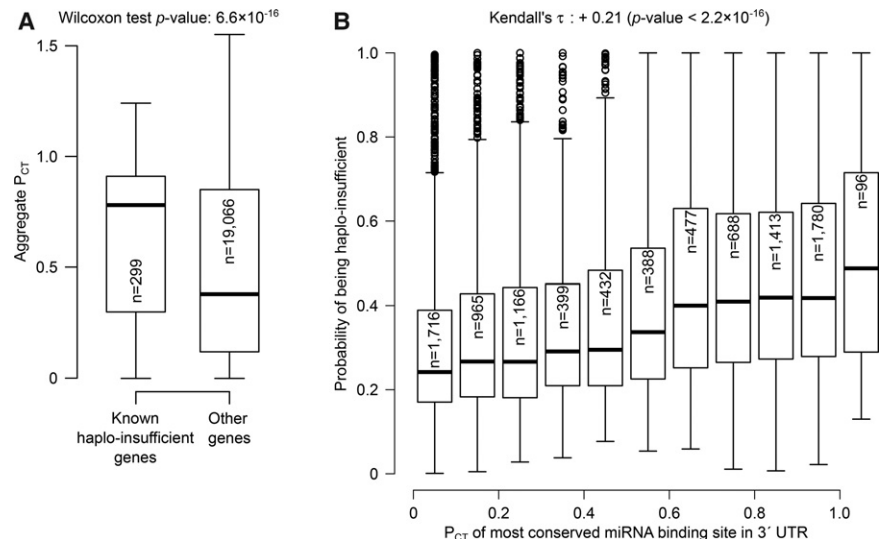 A
Wilcoxon test p-value: 6.6×10⁻¹⁶
Aggregate P_CT
1.5
1.0
0.5
0
n=299
n=19,066
Known
haplo-insufficient
genes
Other
genes
B
Kendall's τ : + 0.21 (p-value < 2.2×10⁻¹⁶)
Probability of being haplo-insufficient
1.0
0.8
0.6
0.4
0.2
0
n=1,716
n=965
n=1,166
n=399
n=432
n=388
n=477
n=688
n=1,413
n=1,780
n=96
0
0.2
0.4
0.6
0.8
1.0
P_CT of most conserved miRNA binding site in 3´ UTR